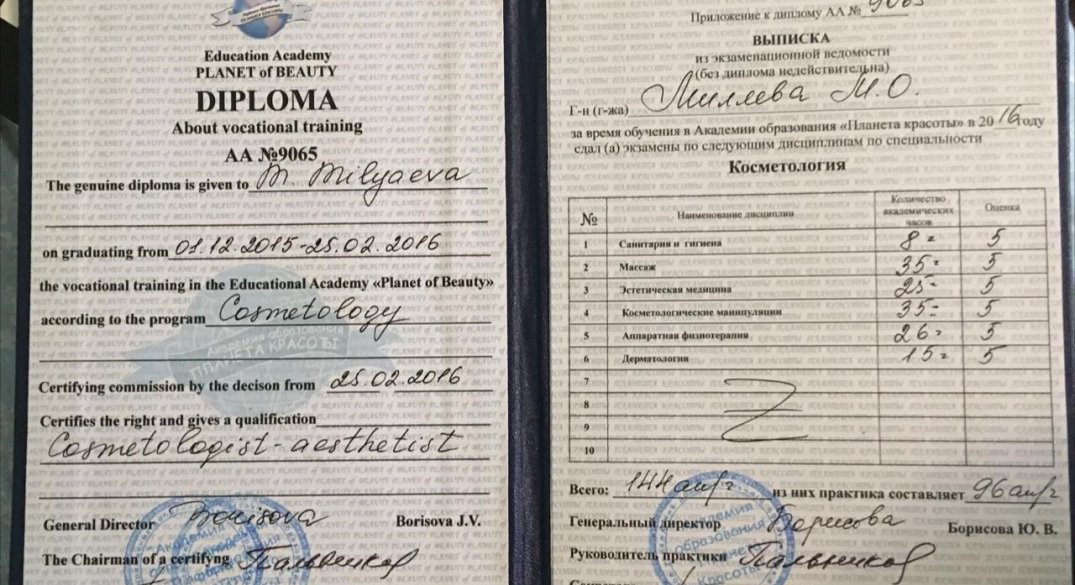 Education Academy
PLANET of BEAUTY
DIPLOMA
About vocational training
AA №9065
The genuine diploma is given to M. Milyaeva
on graduating from 01.12.2015-25.02.2016
the vocational training in the Educational Academy «Planet of Beauty»
according to the program Cosmetology
Академия образования
ПЛАНЕТА КРАСОТЫ
Certifying commission by the decison from 25.02.2016
Certifies the right and gives a qualification
Cosmetologist-aesthetist
General Director Borisova Borisova J.V.
The Chairman of a certifyng
Приложение к диплому АА № 9065
ВЫПИСКА
из экзаменационной ведомости
(без диплома недействительна)
Г-н (г-жа) Миляева М.О.
за время обучения в Академии образования «Планета красоты» в 2016 году
сдал (а) экзамены по следующим дисциплинам по специальности
Косметология
№ Наименование дисциплин Количество академических часов Оценка
1 Санитария и гигиена 8= 5
2 Массаж 35= 5
3 Эстетическая медицина 25= 5
4 Косметологические манипуляции 35= 5
5 Аппаратная физиотерапия 26= 5
6 Дерматология 15= 5
7
8
9
10
Всего: 144 из них практика составляет 96
Генеральный директор Борисова Борисова Ю. В.
Руководитель практики